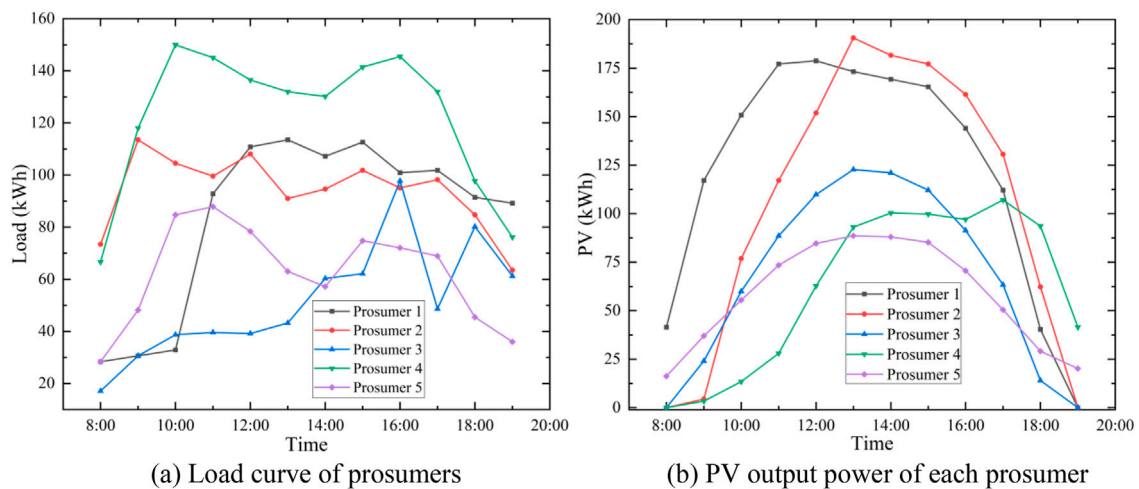 160
140
120
100
80
60
40
20
Load (kWh)
8:00 10:00 12:00 14:00 16:00 18:00 20:00
Time
Prosumer 1
Prosumer 2
Prosumer 3
Prosumer 4
Prosumer 5
(a) Load curve of prosumers
200
175
150
125
100
75
50
25
0
PV (kWh)
8:00 10:00 12:00 14:00 16:00 18:00 20:00
Time
Prosumer 1
Prosumer 2
Prosumer 3
Prosumer 4
Prosumer 5
(b) PV output power of each prosumer